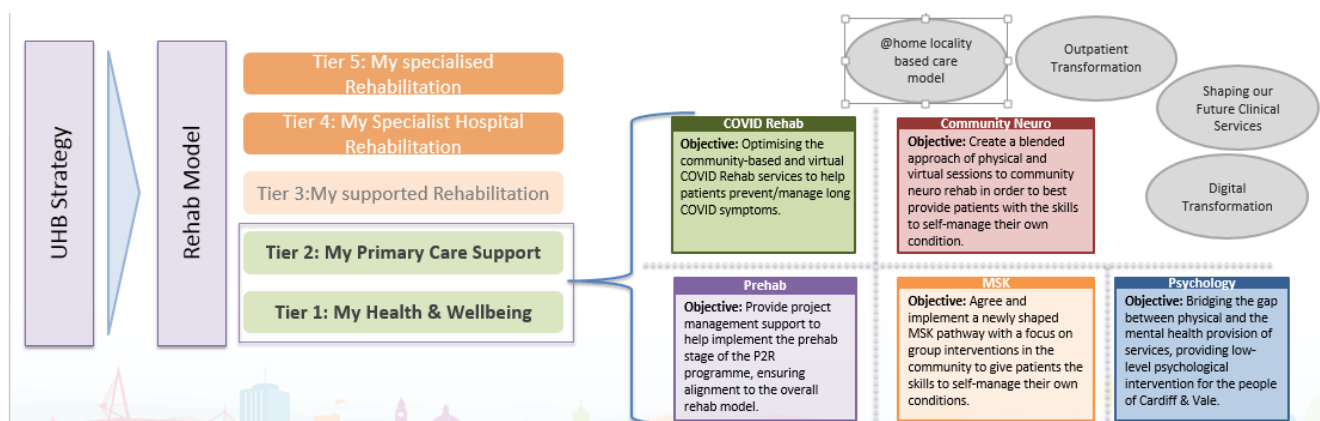 UHB Strategy
Rehab Model
Tier 5: My specialised
Rehabilitation
Tier 4: My Specialist Hospital
Rehabilitation
Tier 3:My supported Rehabilitation
Tier 2: My Primary Care Support
Tier 1: My Health & Wellbeing
@home locality
based care
model
Outpatient
Transformation
Shaping our
Future Clinical
Services
Digital
Transformation
COVID Rehab
Objective: Optimising the
community-based and virtual
COVID Rehab services to help
patients prevent/manage long
COVID symptoms.
Community Neuro
Objective: Create a blended
approach of physical and
virtual sessions to community
neuro rehab in order to best
provide patients with the skills
to self-manage their own
condition.
Prehab
Objective: Provide project
management support to
help implement the prehab
stage of the P2R
programme, ensuring
alignment to the overall
rehab model.
MSK
Objective: Agree and
implement a newly shaped
MSK pathway with a focus on
group interventions in the
community to give patients the
skills to self-manage their own
conditions.
Psychology
Objective: Bridging the gap
between physical and the
mental health provision of
services, providing low-
level psychological
intervention for the people
of Cardiff & Vale.